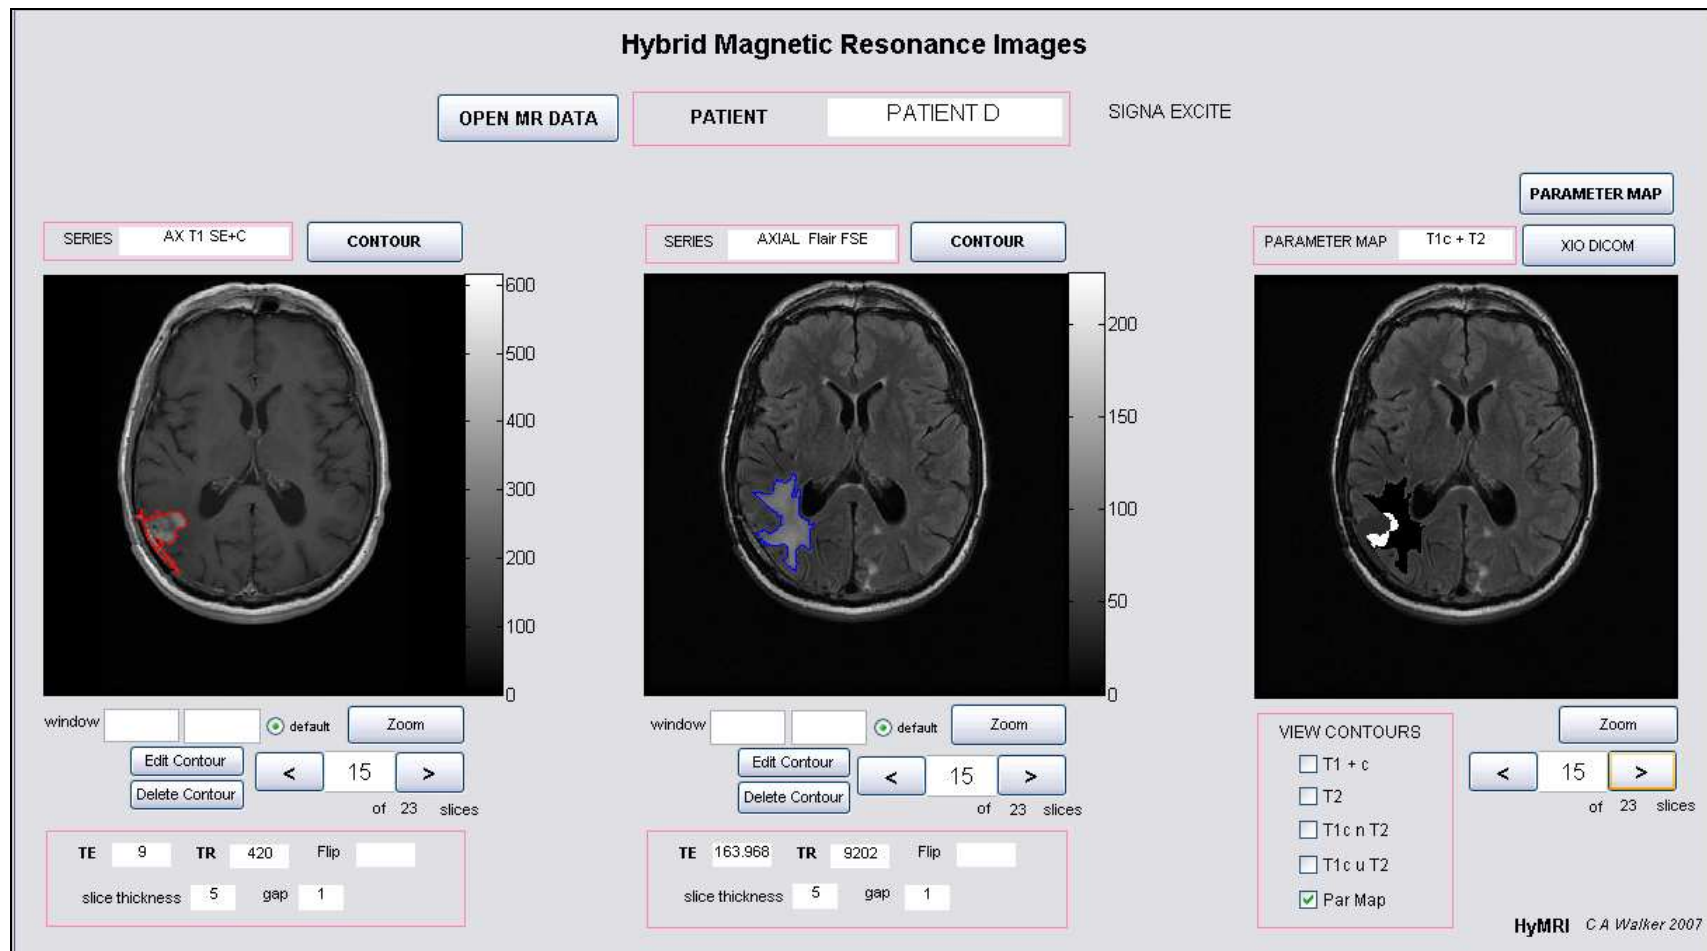 Hybrid Magnetic Resonance Images
OPEN MR DATA PATIENT PATIENT D SIGNA EXCITE
PARAMETER MAP
SERIES AX T1 SE+C CONTOUR
600
500
400
300
200
100
0
window default Zoom
Edit Contour
Delete Contour
< 15 >
of 23 slices
TE 9 TR 420 Flip
slice thickness 5 gap 1
SERIES AXIAL Flair FSE CONTOUR
200
150
100
50
0
window default Zoom
Edit Contour
Delete Contour
< 15 >
of 23 slices
TE 163.968 TR 9202 Flip
slice thickness 5 gap 1
PARAMETER MAP T1c + T2 XIO DICOM
VIEW CONTOURS
T1 + c
T2
T1c n T2
T1c u T2
Par Map
Zoom
< 15 >
of 23 slices
HyMRI C A Walker 2007